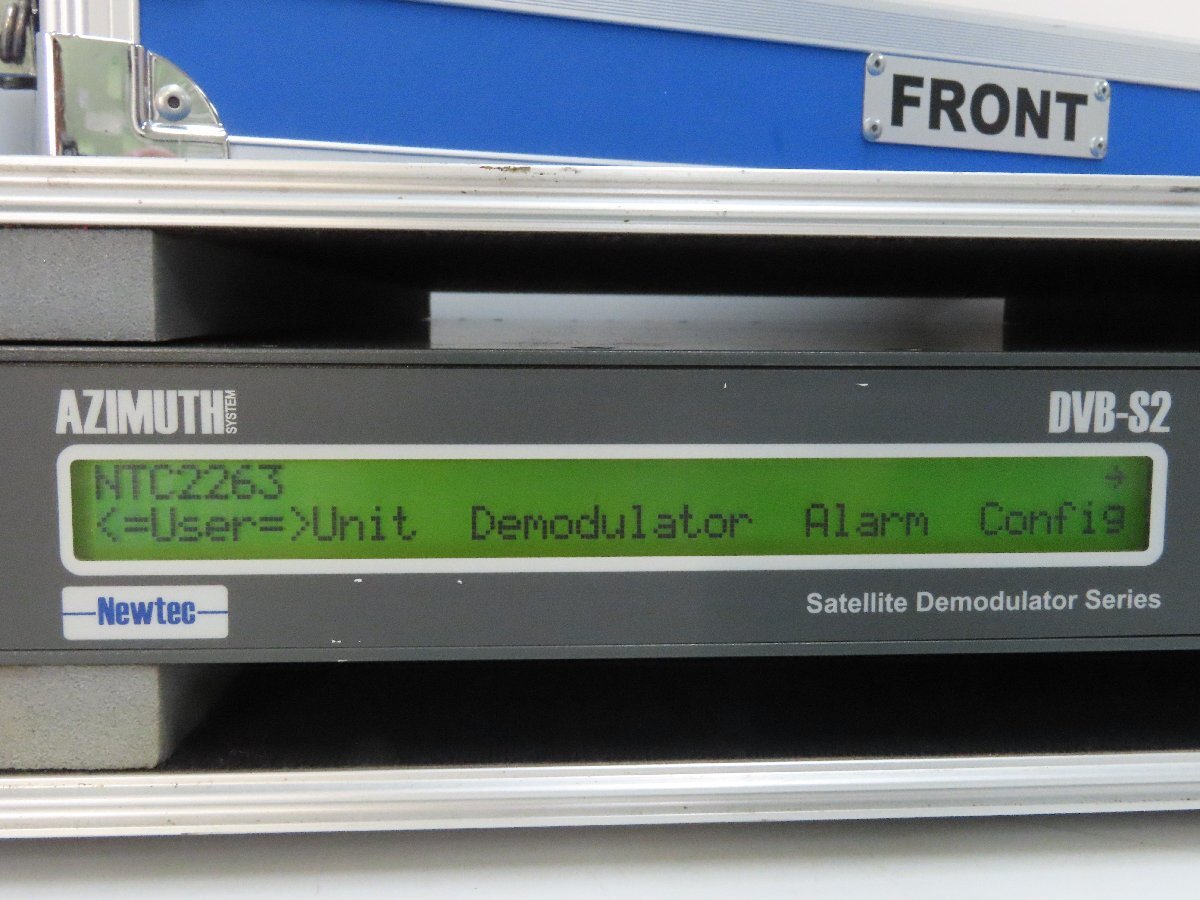 FRONT
AZIMUTH SYSTEM
DVB-S2
NTC2263 →
<=User=>Unit Demodulator Alarm Config
Newtec
Satellite Demodulator Series